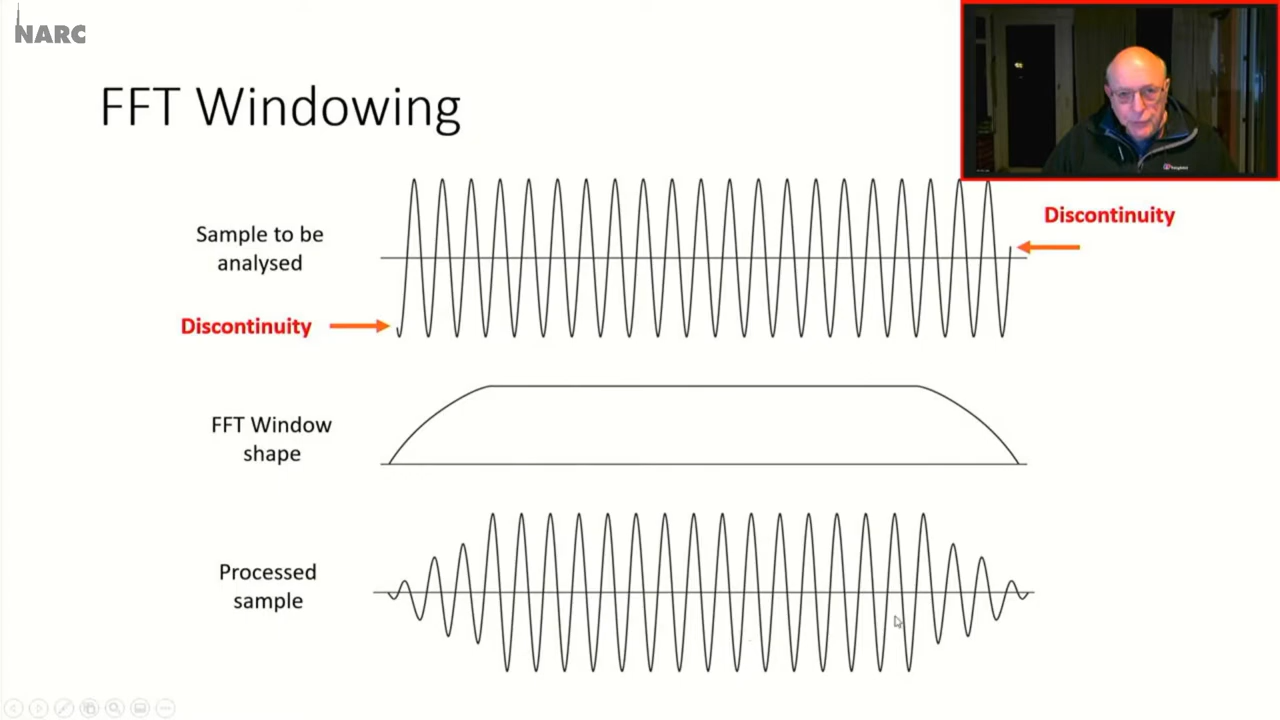 NARC
FFT Windowing
Sample to be
analysed
Discontinuity
Discontinuity
FFT Window
shape
Processed
sample